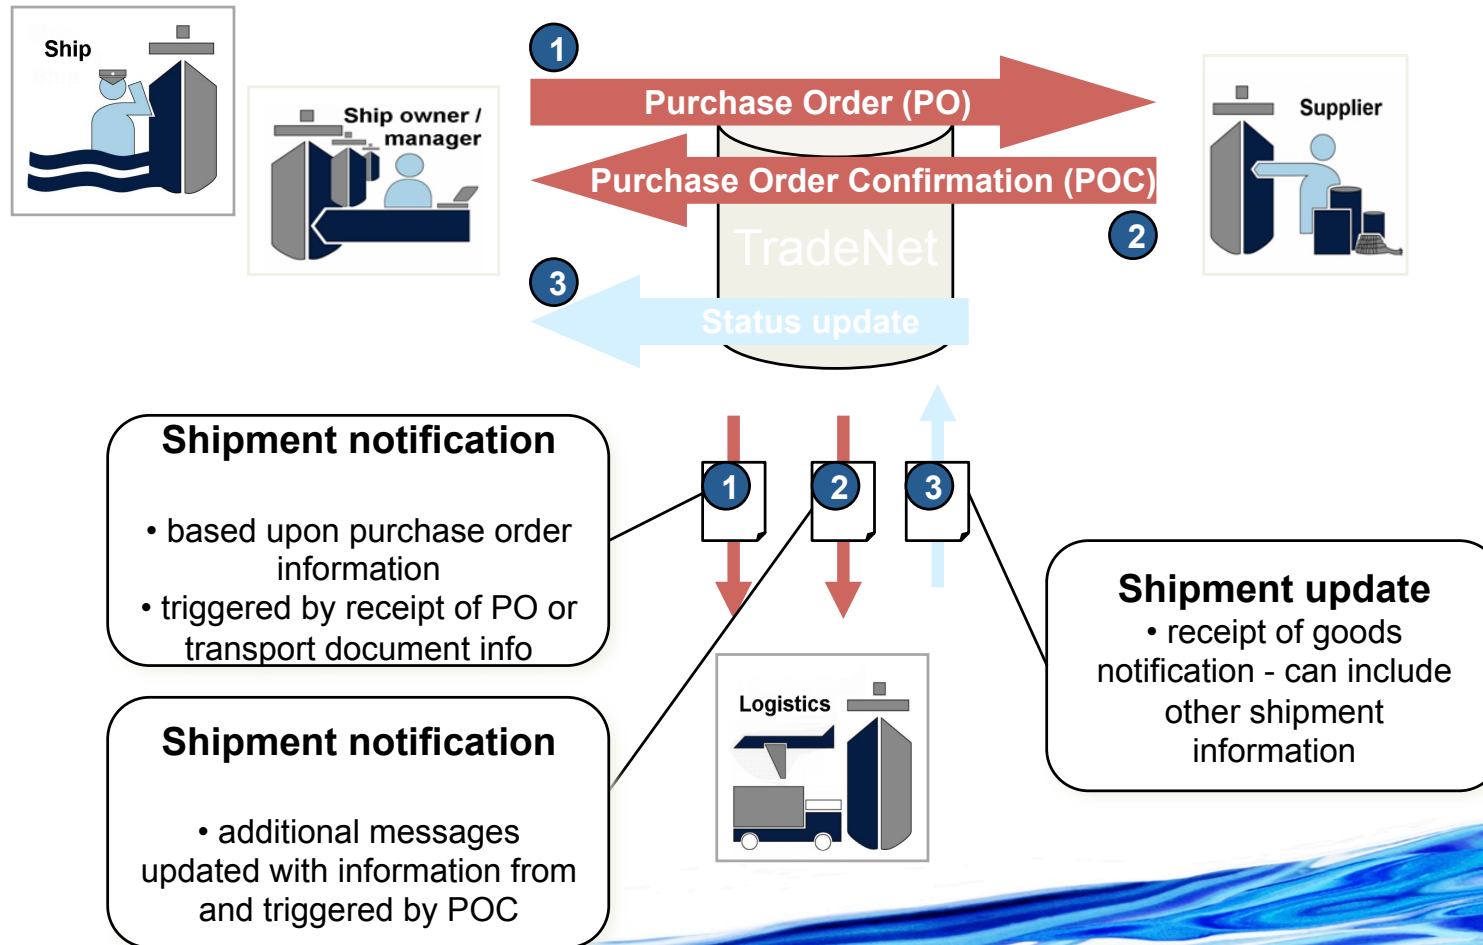 Ship
1
Purchase Order (PO)
Ship owner /
manager
Supplier
Purchase Order Confirmation (POC)
2
TradeNet
3
Status update
Shipment notification
• based upon purchase order
information
• triggered by receipt of PO or
transport document info
1
2
3
Shipment update
• receipt of goods
notification - can include
other shipment
information
Logistics
Shipment notification
• additional messages
updated with information from
and triggered by POC